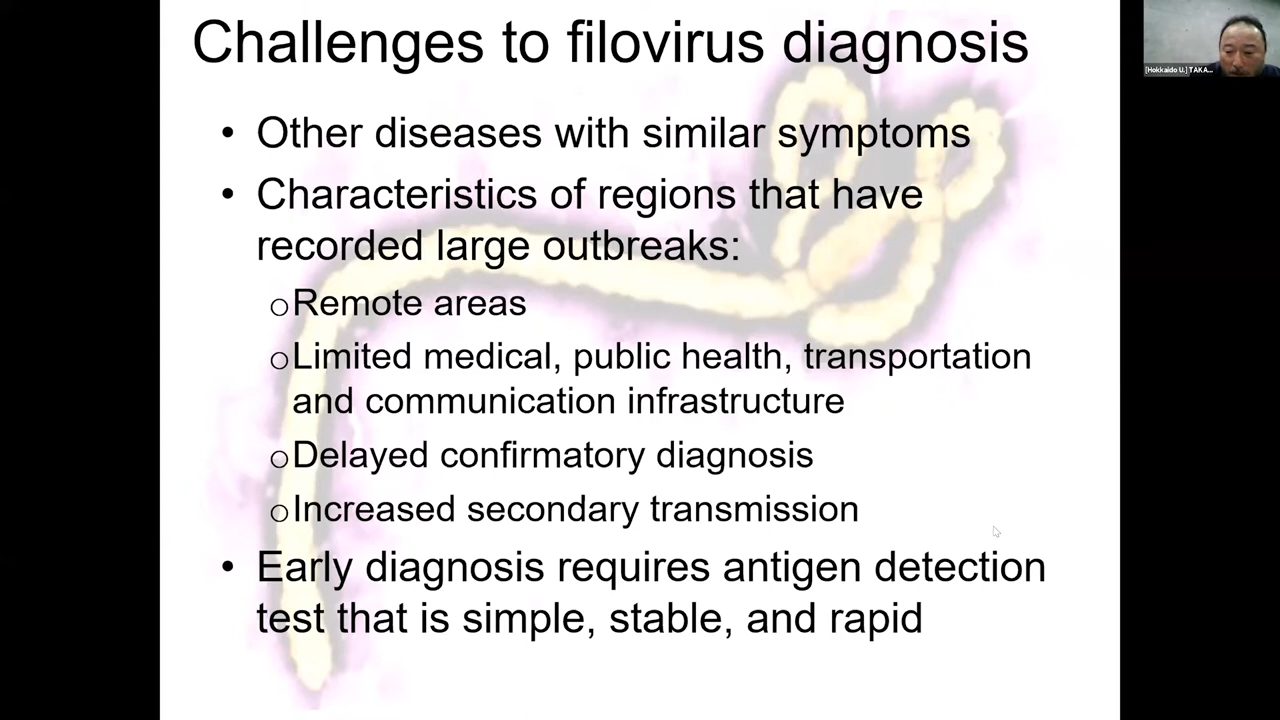 Challenges to filovirus diagnosis
[Hokkaido U.] TAKA...
• Other diseases with similar symptoms
• Characteristics of regions that have
recorded large outbreaks:
○Remote areas
○Limited medical, public health, transportation
and communication infrastructure
○Delayed confirmatory diagnosis
○Increased secondary transmission
• Early diagnosis requires antigen detection
test that is simple, stable, and rapid